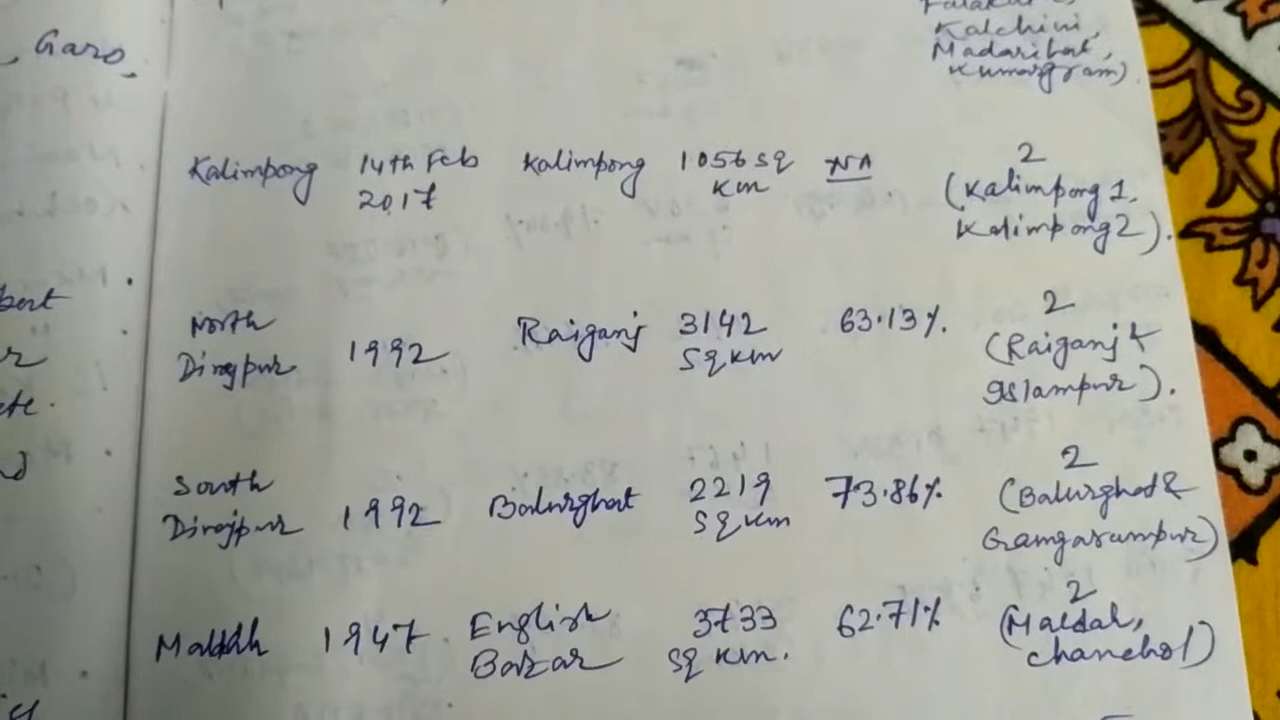 Garo,
Kalchini,
Madarihat,
Kumargram)
Kalimpong 14th Feb 2017 Kalimpong 1056 sq km NA 2 (Kalimpong 1, Kalimpong 2).
North Dinajpur 1992 Raiganj 3142 sq km 63.13%. 2 (Raiganj & Islampur).
South Dinajpur 1992 Balurghat 2219 sq km 73.86% 2 (Balurghat & Gangarampur)
Maldah 1947 English Bazar 3733 sq km. 62.71% 2 (Maldah, Chanchol)